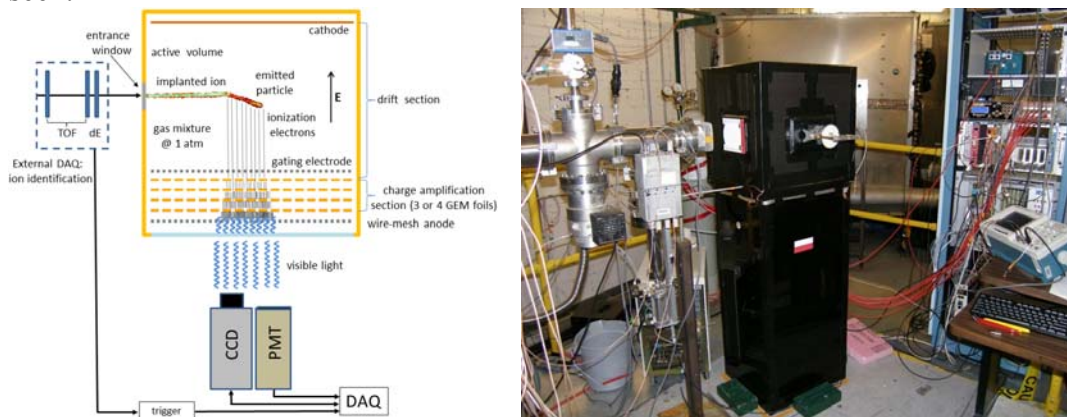 cathode
entrance
window
active volume
implanted ion
emitted
particle
E
drift section
ionization
electrons
gas mixture
@ 1 atm
TOF
dE
External DAQ:
ion identification
gating electrode
charge amplification
section (3 or 4 GEM foils)
wire-mesh anode
visible light
CCD
PMT
trigger
DAQ